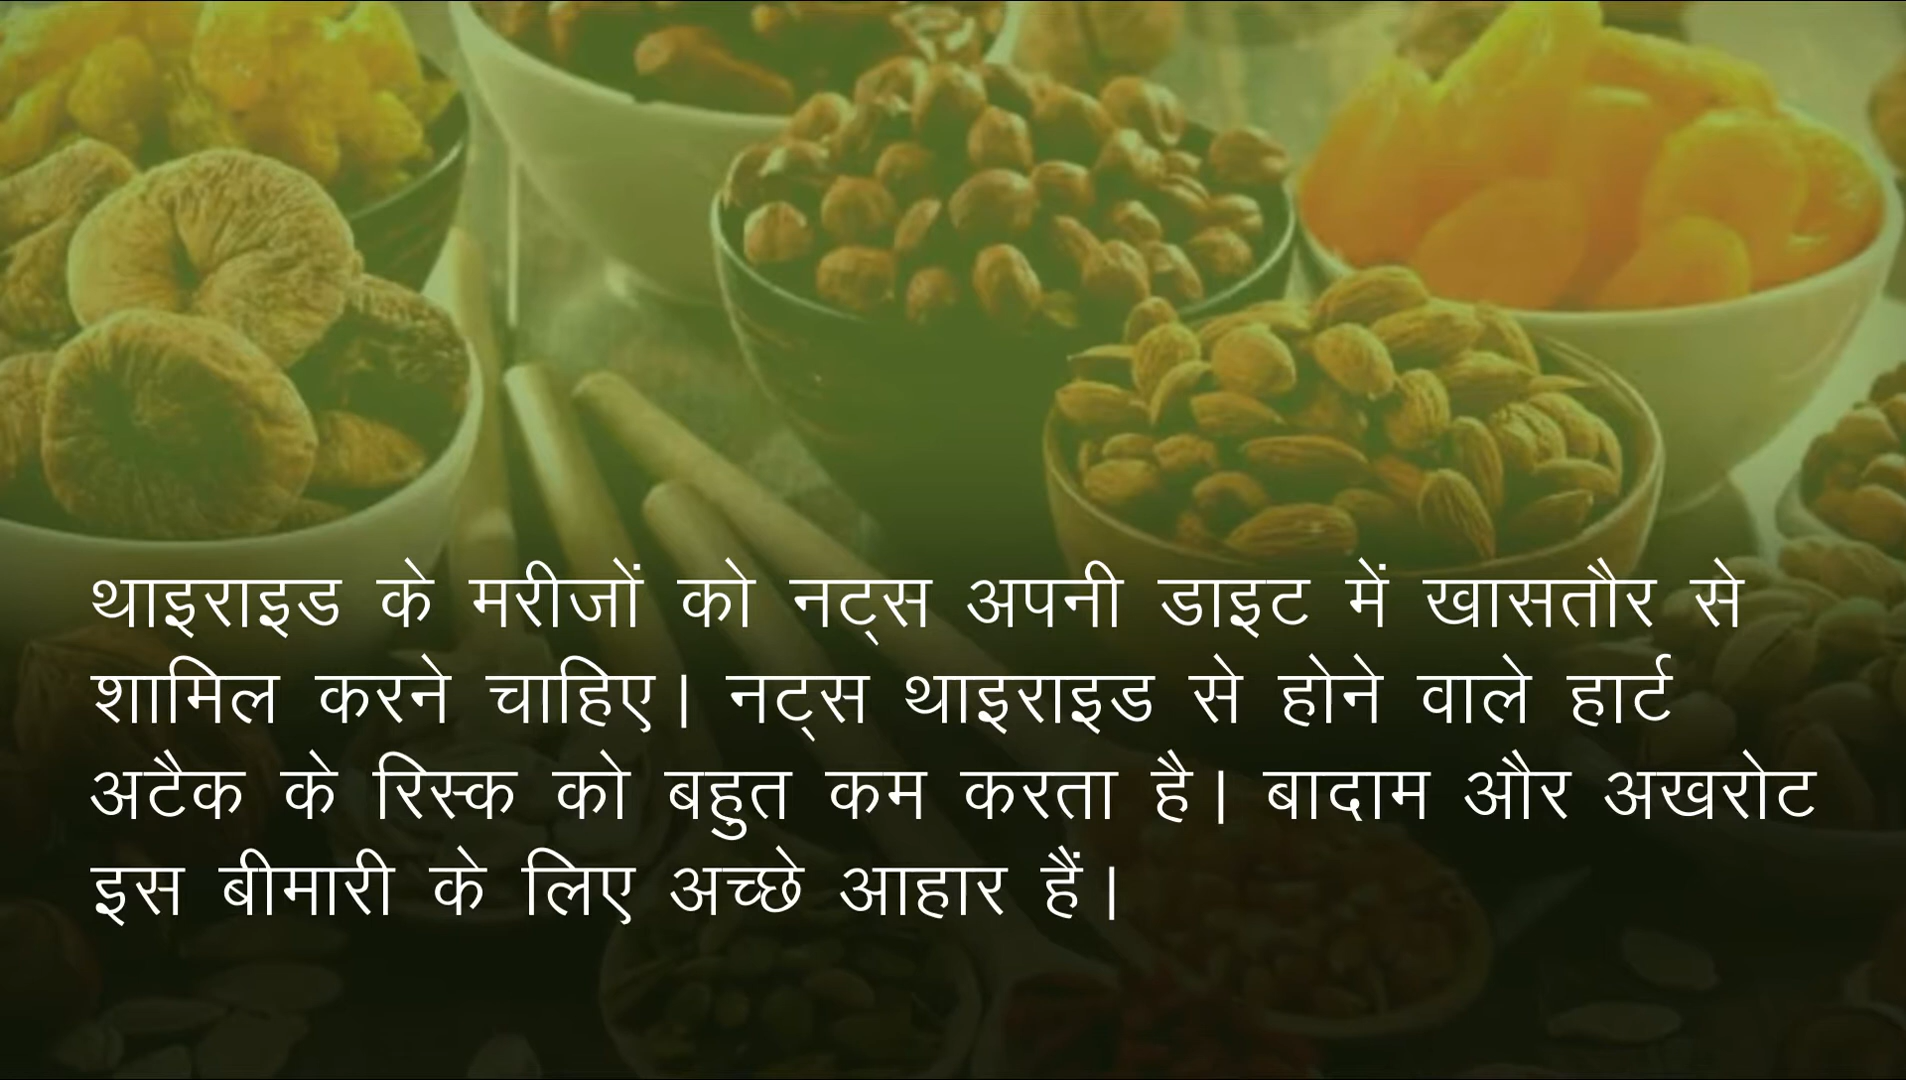 थाइराइड के मरीजों को नट्स अपनी डाइट में खासतौर से
शामिल करने चाहिए। नट्स थाइराइड से होने वाले हार्ट
अटैक के रिस्क को बहुत कम करता है। बादाम और अखरोट
इस बीमारी के लिए अच्छे आहार हैं।